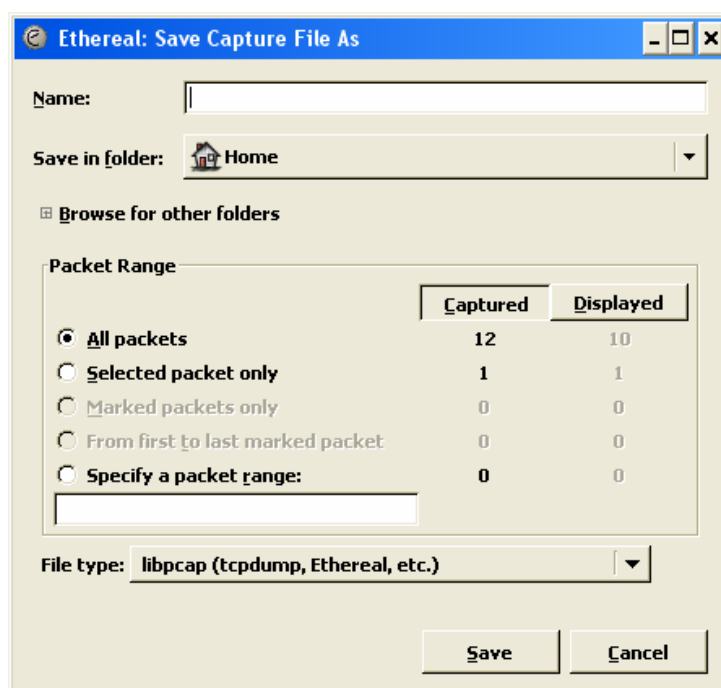 Ethereal: Save Capture File As
Name:
Save in folder: Home
Browse for other folders
Packet Range
Captured Displayed
All packets 12 10
Selected packet only 1 1
Marked packets only 0 0
From first to last marked packet 0 0
Specify a packet range: 0 0
File type: libpcap (tcpdump, Ethereal, etc.)
Save Cancel